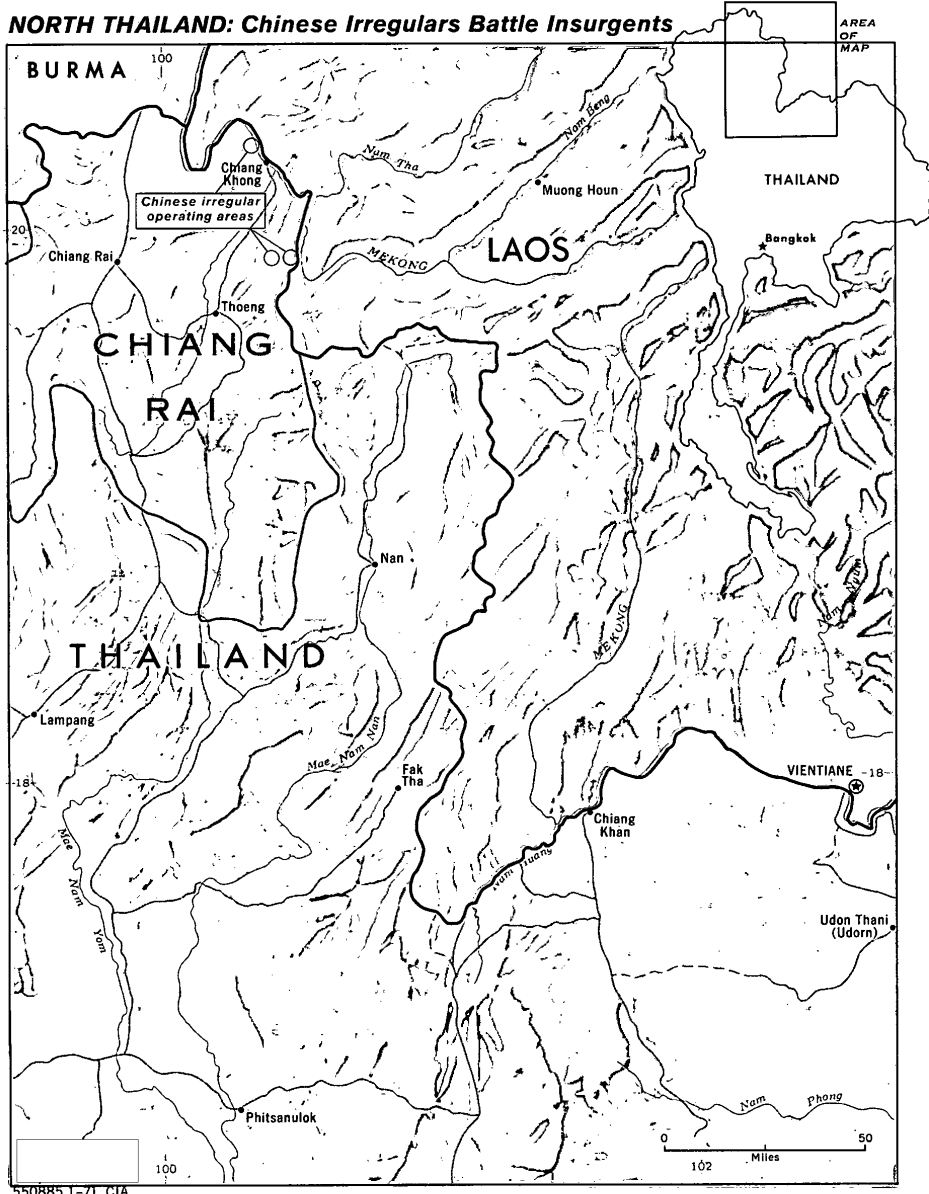 NORTH THAILAND: Chinese Irregulars Battle Insurgents
AREA
OF
MAP
BURMA
100
Nam Beng
Nam Tha
Chiang
Khong
Muong Houn
THAILAND
Chinese irregular
operating areas
20
Bangkok
LAOS
MEKONG
Chiang Rai
Thoeng
CHIANG
RAI
Nan
Nam Ngum
MEKONG
THAILAND
Lampang
Mae Nam Nan
Fak
Tha
VIENTIANE
18
18
Chiang
Khan
Mae Nam Yom
Nam Huang
Udon Thani
(Udorn)
Nam Phong
Phitsanulok
0 50
Miles
100
102
550885 1-71 CIA